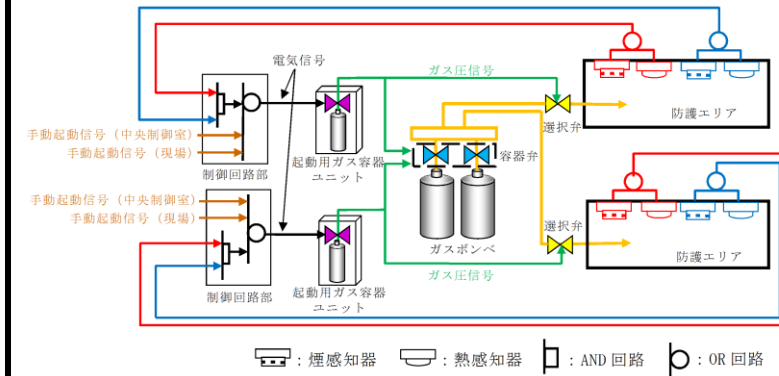 電気信号
ガス圧信号
防護エリア
選択弁
手動起動信号（中央制御室）
手動起動信号（現場）
制御回路部
起動用ガス容器
ユニット
容器弁
手動起動信号（中央制御室）
手動起動信号（現場）
選択弁
ガスボンベ
防護エリア
ガス圧信号
制御回路部
起動用ガス容器
ユニット
：煙感知器 ：熱感知器 ：AND 回路 ：OR 回路